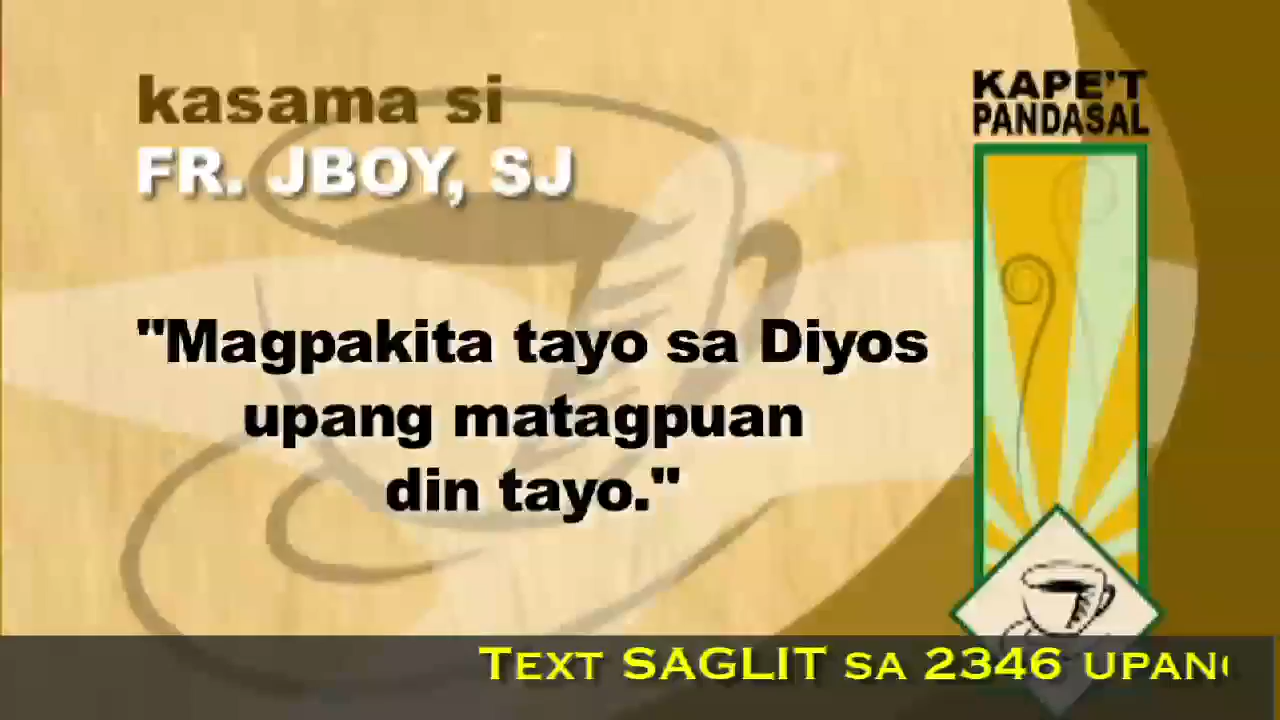 kasama si
FR. JBOY, SJ
KAPE'T
PANDASAL
"Magpakita tayo sa Diyos
upang matagpuan
din tayo."
TEXT SAGLIT SA 2346 UPANG